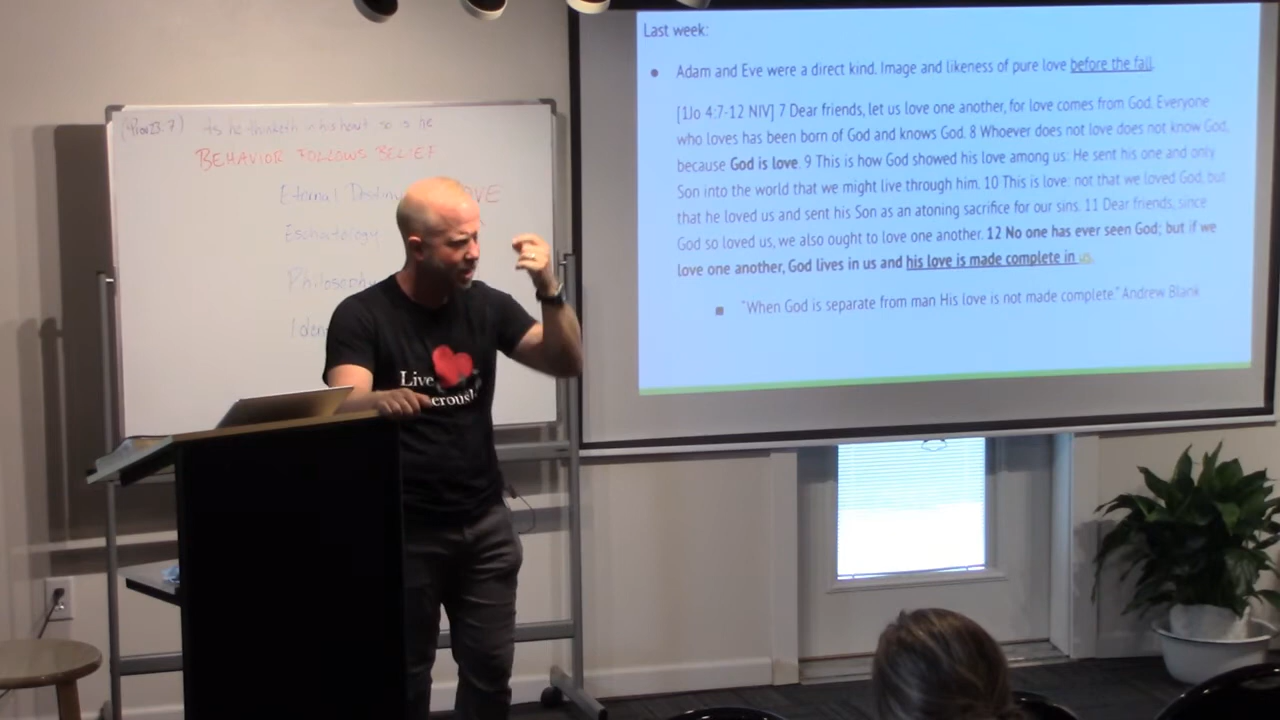 (Prov 23:7) As he thinketh in his heart, so is he
BEHAVIOR FOLLOWS BELIEF
Eternal Destiny
Eschatology
Philosophy
Live
Last week:
• Adam and Eve were a direct kind. Image and likeness of pure love before the fall.
[1Jo 4:7-12 NIV] 7 Dear friends, let us love one another, for love comes from God. Everyone
who loves has been born of God and knows God. 8 Whoever does not love does not know God,
because God is love. 9 This is how God showed his love among us: He sent his one and only
Son into the world that we might live through him. 10 This is love: not that we loved God, but
that he loved us and sent his Son as an atoning sacrifice for our sins. 11 Dear friends, since
God so loved us, we also ought to love one another. 12 No one has ever seen God; but if we
love one another, God lives in us and his love is made complete in us.
▪ "When God is separate from man His love is not made complete." Andrew Blank